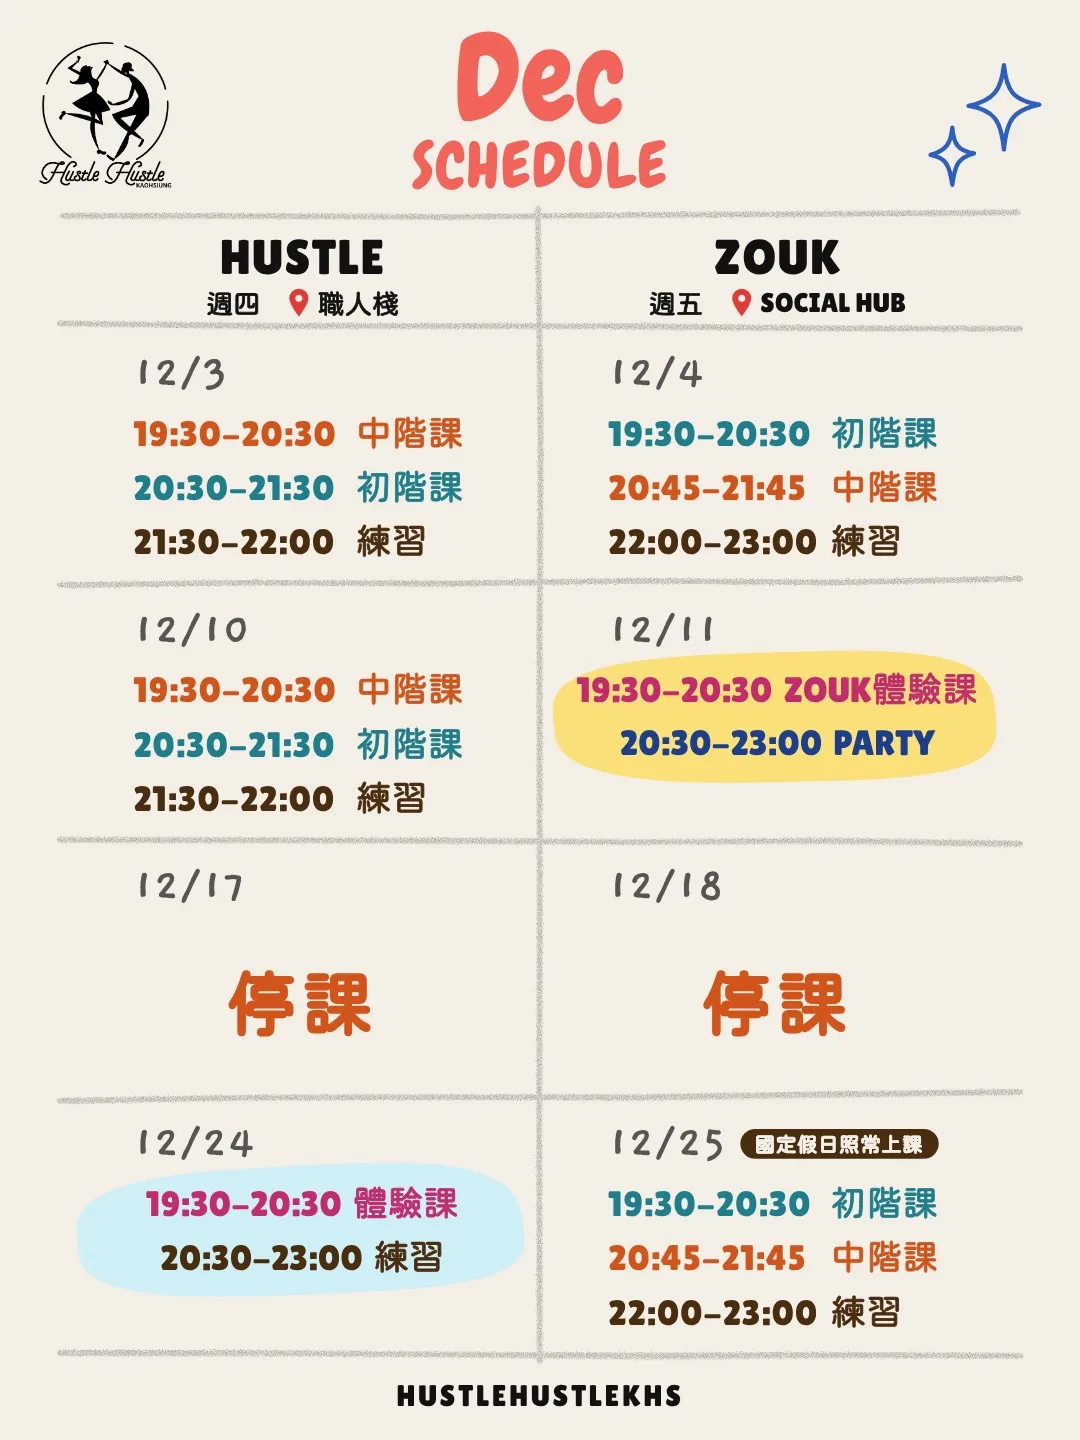 Hustle Hustle
KAOHSIUNG
Dec
SCHEDULE
HUSTLE
週四 職人棧
12/3
19:30–20:30 中階課
20:30–21:30 初階課
21:30–22:00 練習
12/10
19:30–20:30 中階課
20:30–21:30 初階課
21:30–22:00 練習
12/17
停課
12/24
19:30–20:30 體驗課
20:30–23:00 練習
ZOUK
週五 SOCIAL HUB
12/4
19:30–20:30 初階課
20:45–21:45 中階課
22:00–23:00 練習
12/11
19:30–20:30 ZOUK體驗課
20:30–23:00 PARTY
12/18
停課
12/25 國定假日照常上課
19:30–20:30 初階課
20:45–21:45 中階課
22:00–23:00 練習
HUSTLEHUSTLEKHS